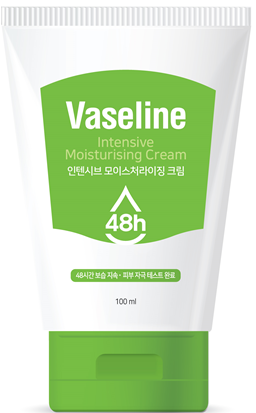 Vaseline
Intensive
Moisturising Cream
인텐시브 모이스처라이징 크림
48h
48시간 보습 지속 · 피부 자극 테스트 완료
100 ml